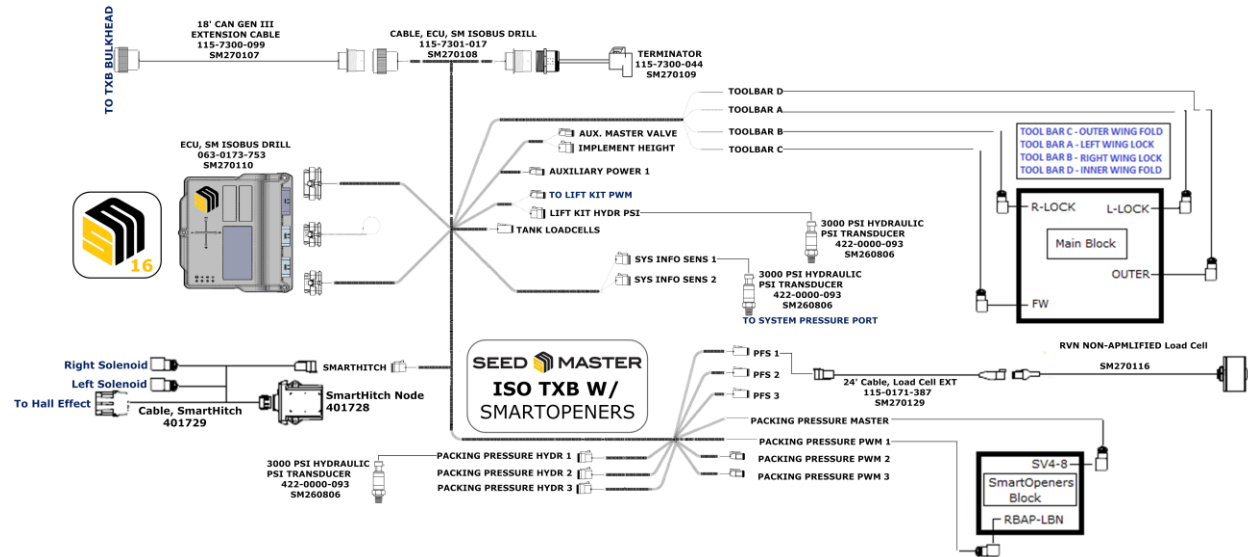 TO TXB BULKHEAD
18' CAN GEN III
EXTENSION CABLE
115-7300-099
SM270107
CABLE, ECU, SM ISOBUS DRILL
115-7301-017
SM270108
TERMINATOR
115-7300-044
SM270109
TOOLBAR D
TOOLBAR A
TOOLBAR B
TOOLBAR C
AUX. MASTER VALVE
IMPLEMENT HEIGHT
AUXILIARY POWER 1
TO LIFT KIT PWM
LIFT KIT HYDR PSI
TANK LOADCELLS
SYS INFO SENS 1
SYS INFO SENS 2
3000 PSI HYDRAULIC
PSI TRANSDUCER
422-0000-093
SM260806
3000 PSI HYDRAULIC
PSI TRANSDUCER
422-0000-093
SM260806
TO SYSTEM PRESSURE PORT
TOOL BAR C - OUTER WING FOLD
TOOL BAR A - LEFT WING LOCK
TOOL BAR B - RIGHT WING LOCK
TOOL BAR D - INNER WING FOLD
R-LOCK
L-LOCK
Main Block
OUTER
FW
ECU, SM ISOBUS DRILL
063-0173-753
SM270110
16
Right Solenoid
Left Solenoid
To Hall Effect
Cable, SmartHitch
401729
SMARTHITCH
SmartHitch Node
401728
SEED MASTER
ISO TXB W/
SMARTOPENERS
PFS 1
PFS 2
PFS 3
24' Cable, Load Cell EXT
115-0171-387
SM270129
RVN NON-APMLIFIED Load Cell
SM270116
PACKING PRESSURE MASTER
PACKING PRESSURE PWM 1
PACKING PRESSURE PWM 2
PACKING PRESSURE PWM 3
3000 PSI HYDRAULIC
PSI TRANSDUCER
422-0000-093
SM260806
PACKING PRESSURE HYDR 1
PACKING PRESSURE HYDR 2
PACKING PRESSURE HYDR 3
SV4-8
SmartOpeners
Block
RBAP-LBN